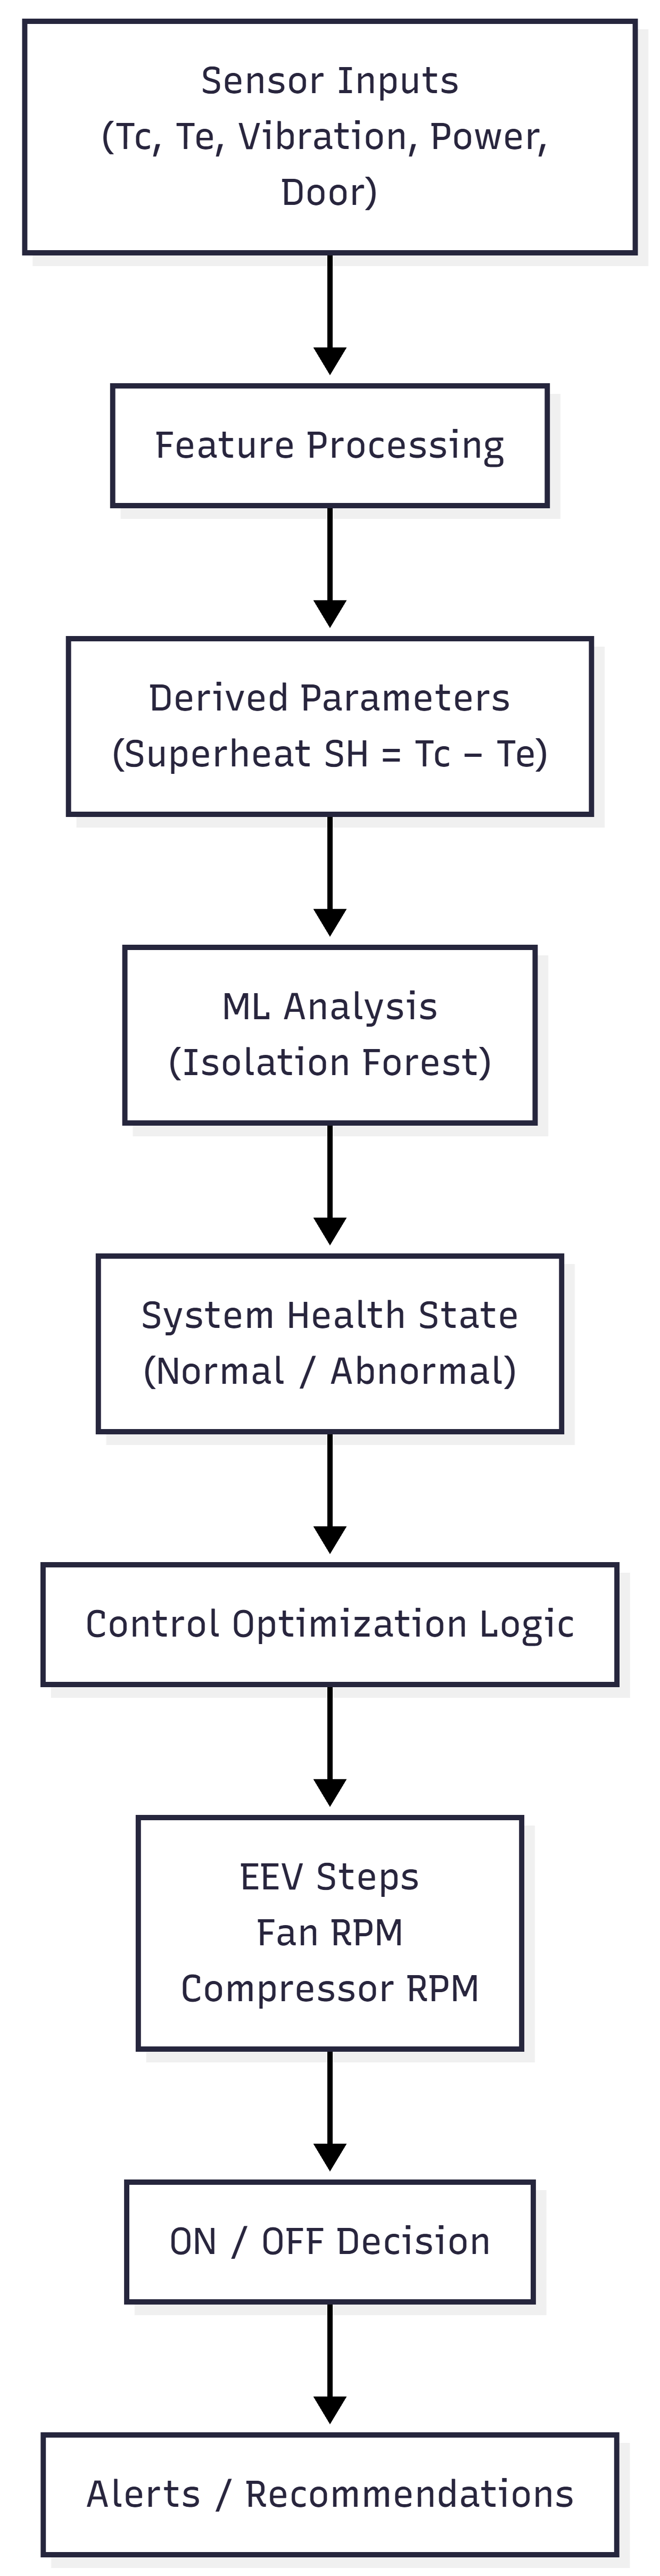 Sensor Inputs
(Tc, Te, Vibration, Power,
Door)
Feature Processing
Derived Parameters
(Superheat SH = Tc – Te)
ML Analysis
(Isolation Forest)
System Health State
(Normal / Abnormal)
Control Optimization Logic
EEV Steps
Fan RPM
Compressor RPM
ON / OFF Decision
Alerts / Recommendations